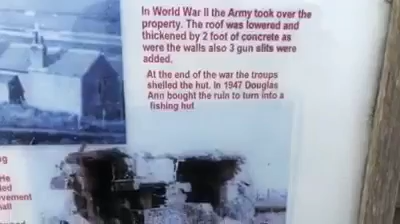 In World War II the Army took over the
property. The roof was lowered and
thickened by 2 foot of concrete as
were the walls also 3 gun slits were
added.
At the end of the war the troups
shelled the hut. In 1947 Douglas
Ann bought the ruin to turn into a
fishing hut